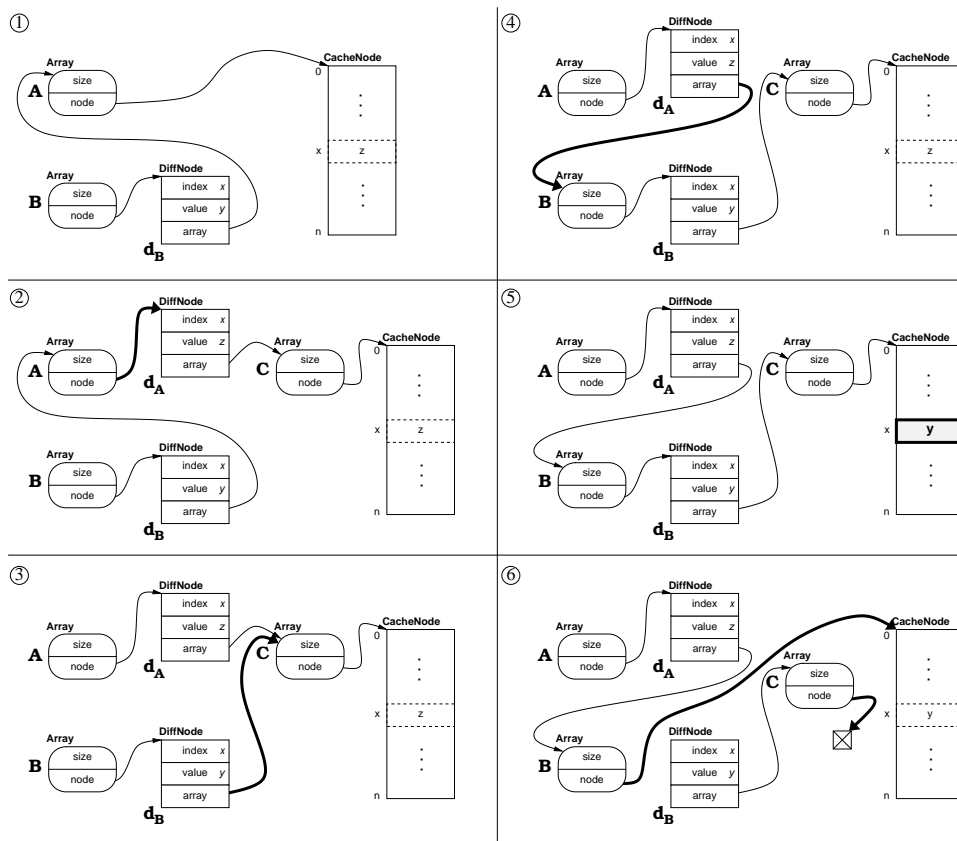 ①
Array
A
size
node
CacheNode
0
x
z
n
Array
B
size
node
DiffNode
index x
value y
array
d_B
②
Array
A
size
node
DiffNode
index x
value z
array
d_A
Array
C
size
node
CacheNode
0
x
z
n
Array
B
size
node
DiffNode
index x
value y
array
d_B
③
Array
A
size
node
DiffNode
index x
value z
array
d_A
Array
C
size
node
CacheNode
0
x
z
n
Array
B
size
node
DiffNode
index x
value y
array
d_B
④
Array
A
size
node
DiffNode
index x
value z
array
d_A
Array
C
size
node
CacheNode
0
x
z
n
Array
B
size
node
DiffNode
index x
value y
array
d_B
⑤
Array
A
size
node
DiffNode
index x
value z
array
d_A
Array
C
size
node
CacheNode
0
x
y
n
Array
B
size
node
DiffNode
index x
value y
array
d_B
⑥
Array
A
size
node
DiffNode
index x
value z
array
d_A
Array
C
size
node
CacheNode
0
x
y
n
Array
B
size
node
DiffNode
index x
value y
array
d_B